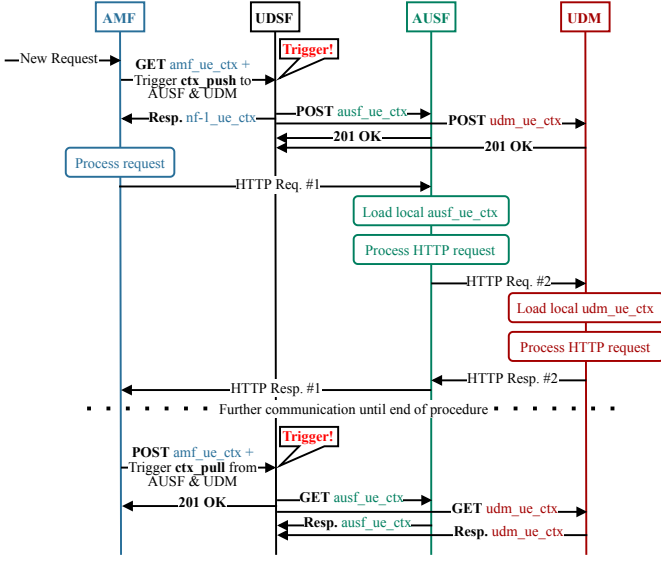 AMF
UDSF
AUSF
UDM
New Request
Trigger!
GET amf_ue_ctx +
Trigger ctx_push to
AUSF & UDM
POST ausf_ue_ctx
Resp. nf-1_ue_ctx
POST udm_ue_ctx
201 OK
201 OK
Process request
HTTP Req. #1
Load local ausf_ue_ctx
Process HTTP request
HTTP Req. #2
Load local udm_ue_ctx
Process HTTP request
HTTP Resp. #2
HTTP Resp. #1
Further communication until end of procedure
Trigger!
POST amf_ue_ctx +
Trigger ctx_pull from
AUSF & UDM
GET ausf_ue_ctx
201 OK
GET udm_ue_ctx
Resp. ausf_ue_ctx
Resp. udm_ue_ctx